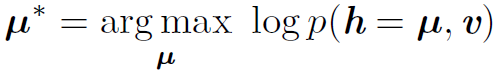 μ* = arg max log p(h = μ, v)
μ